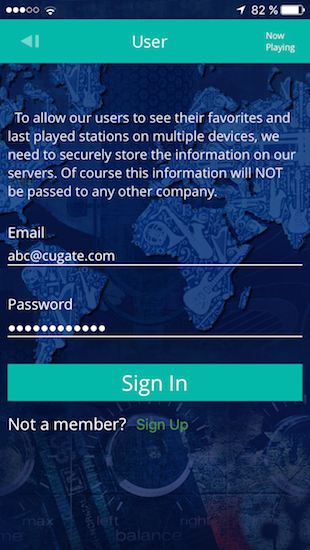 82 %
User
Now
Playing
To allow our users to see their favorites and
last played stations on multiple devices, we
need to securely store the information on our
servers. Of course this information will NOT
be passed to any other company.
Email
abc@cugate.com
Password
Sign In
Not a member? Sign Up
max left right
balance